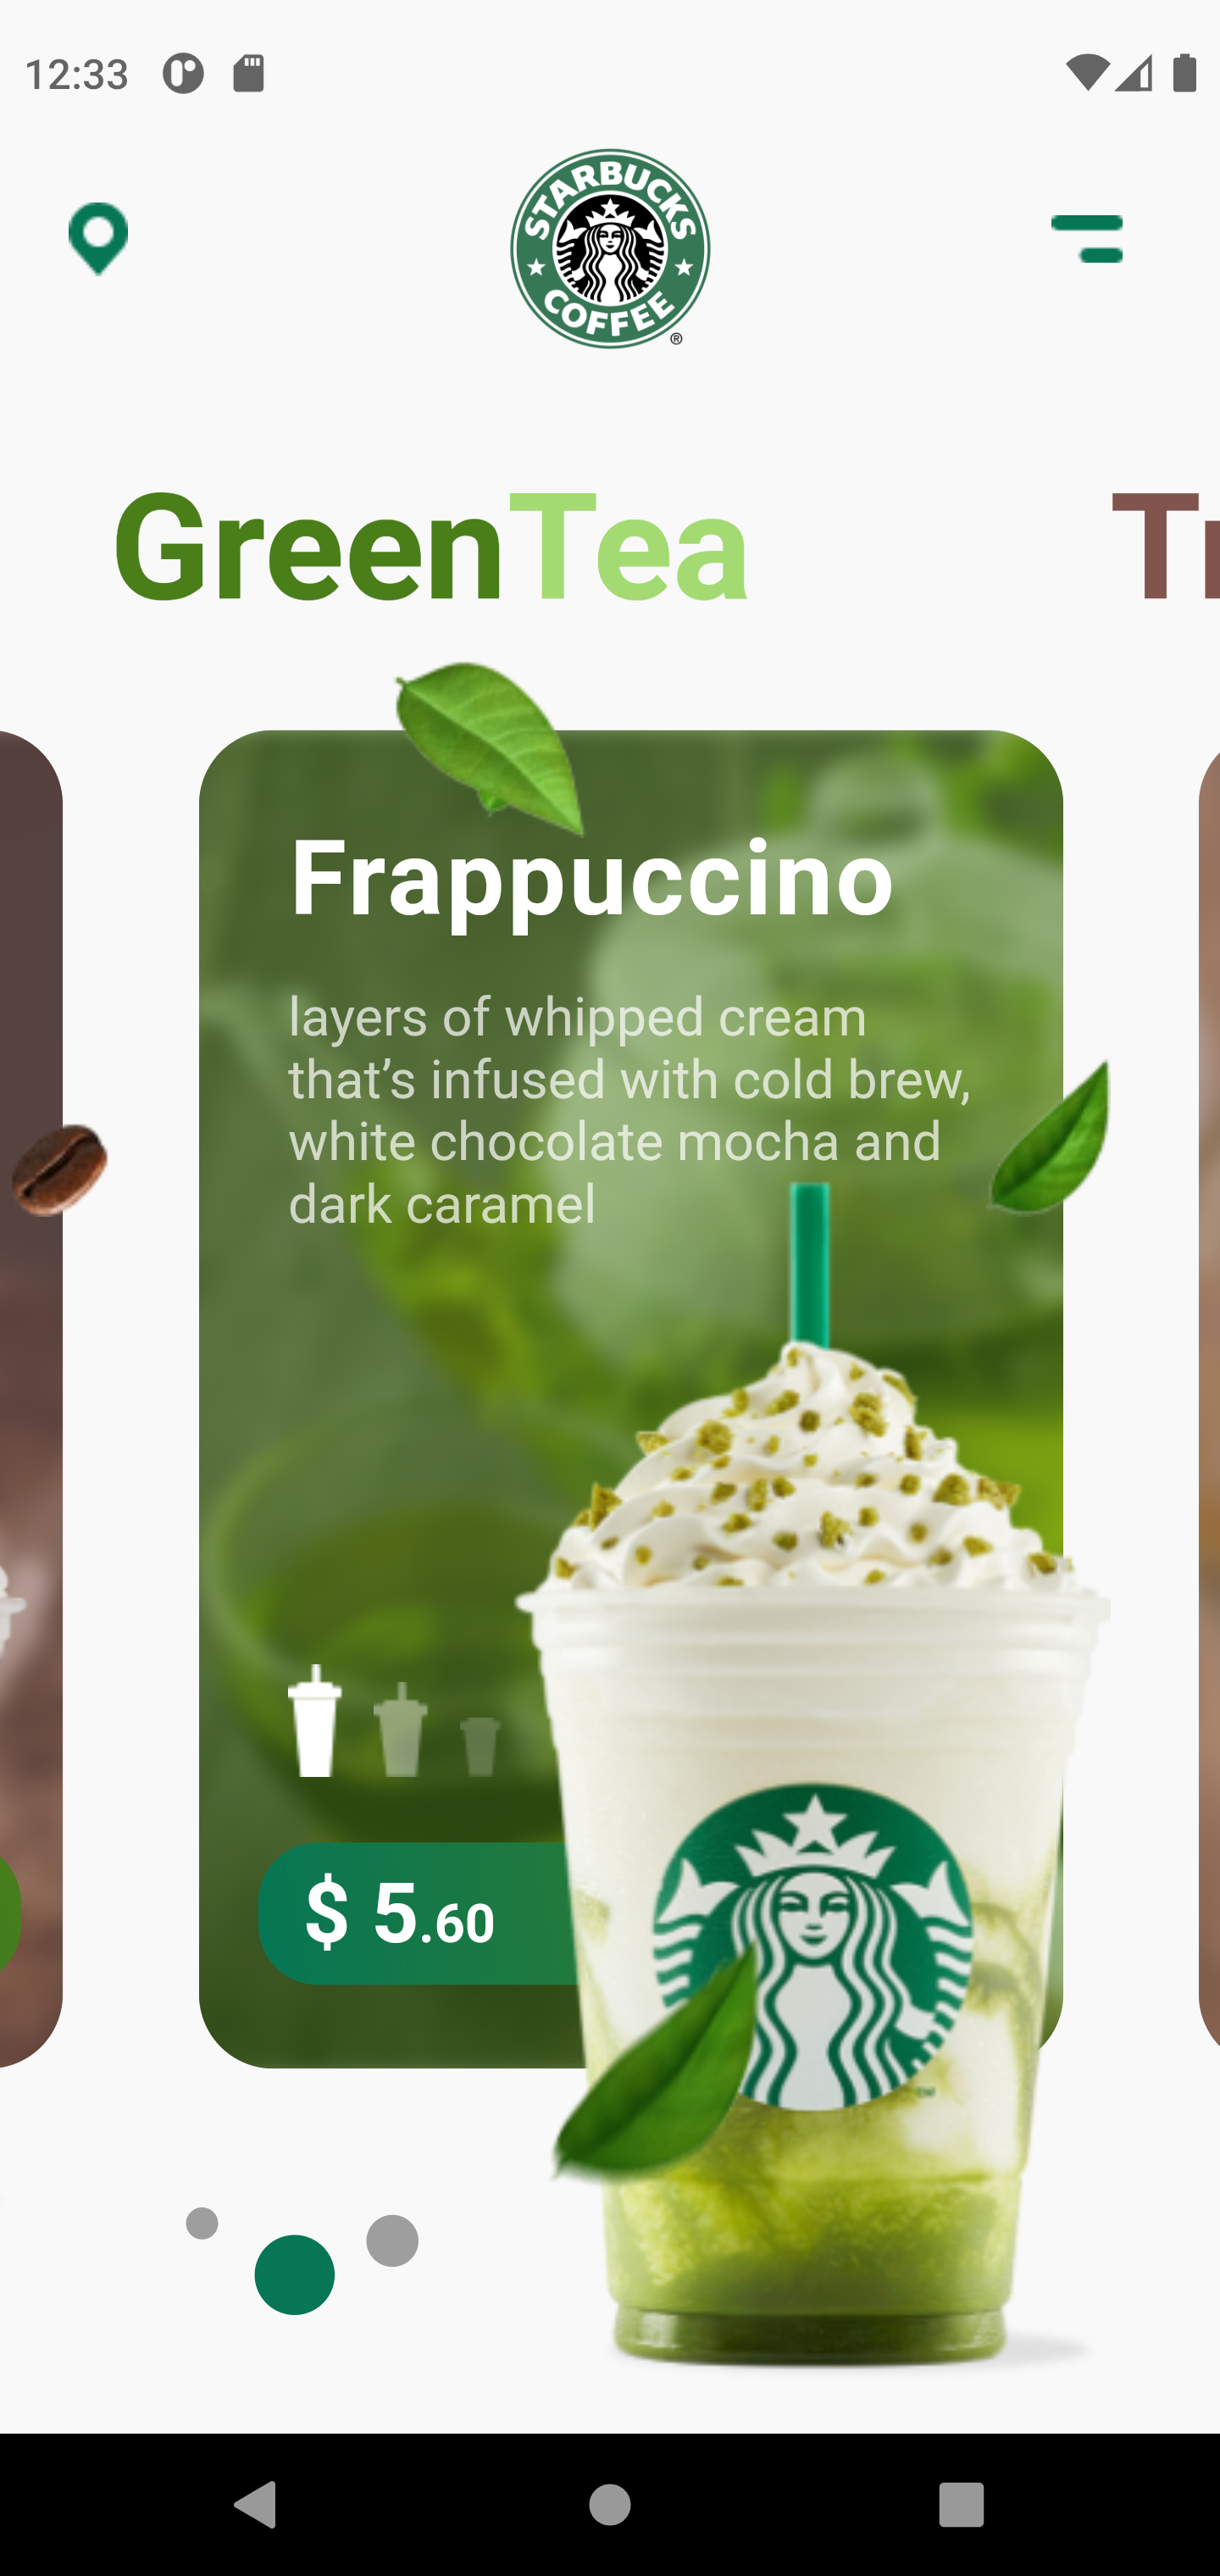 12:33
STARBUCKS
COFFEE
®
GreenTea
Tr
Frappuccino
layers of whipped cream
that’s infused with cold brew,
white chocolate mocha and
dark caramel
$ 5.60
TM